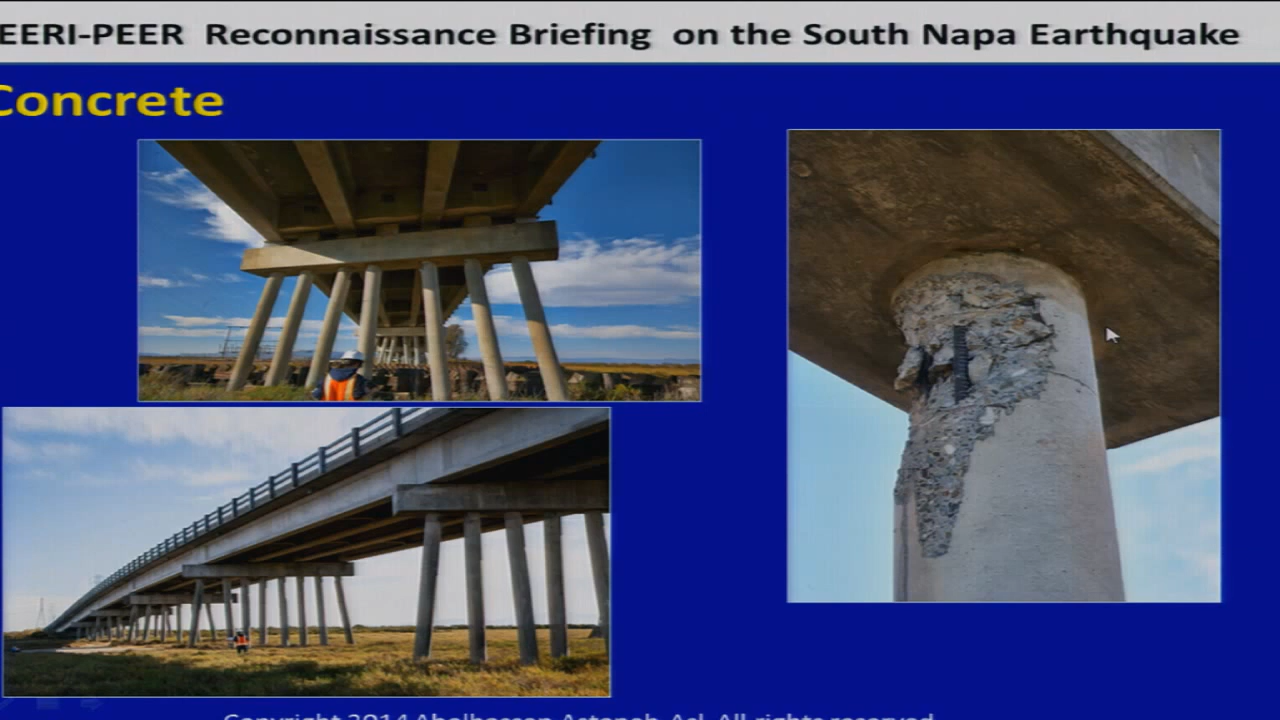 EERI-PEER Reconnaissance Briefing on the South Napa Earthquake
Concrete
Copyright 2014 Abolhassan Astaneh-Asl, All rights reserved